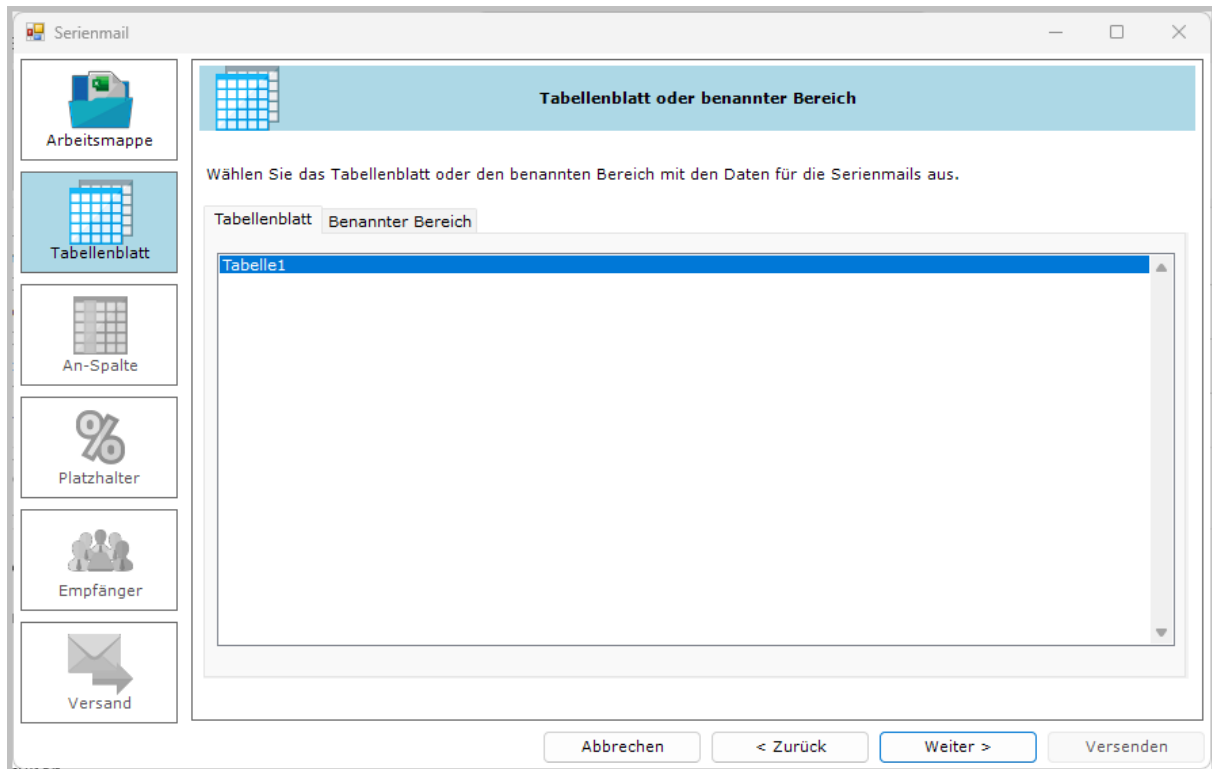 Serienmail
Arbeitsmappe
Tabellenblatt
An-Spalte
Platzhalter
Empfänger
Versand
Tabellenblatt oder benannter Bereich
Wählen Sie das Tabellenblatt oder den benannten Bereich mit den Daten für die Serienmails aus.
Tabellenblatt Benannter Bereich
Tabelle1
Abbrechen < Zurück Weiter > Versenden